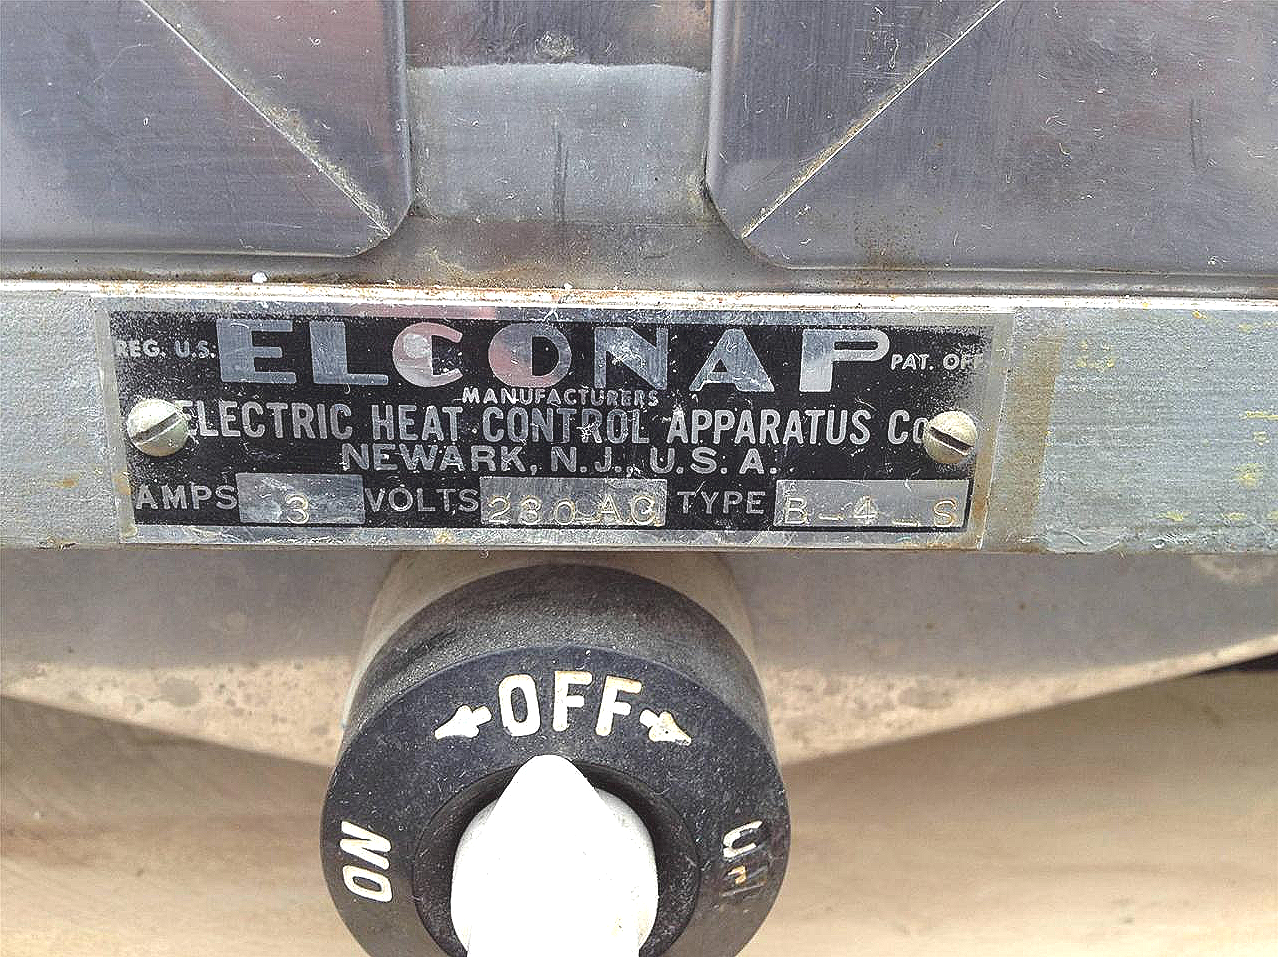 REG. U.S. ELCONAP PAT. OFF
MANUFACTURERS
ELECTRIC HEAT CONTROL APPARATUS Co
NEWARK, N.J., U.S.A.
AMPS 3 VOLTS 230 AC TYPE B-4-S
OFF
ON